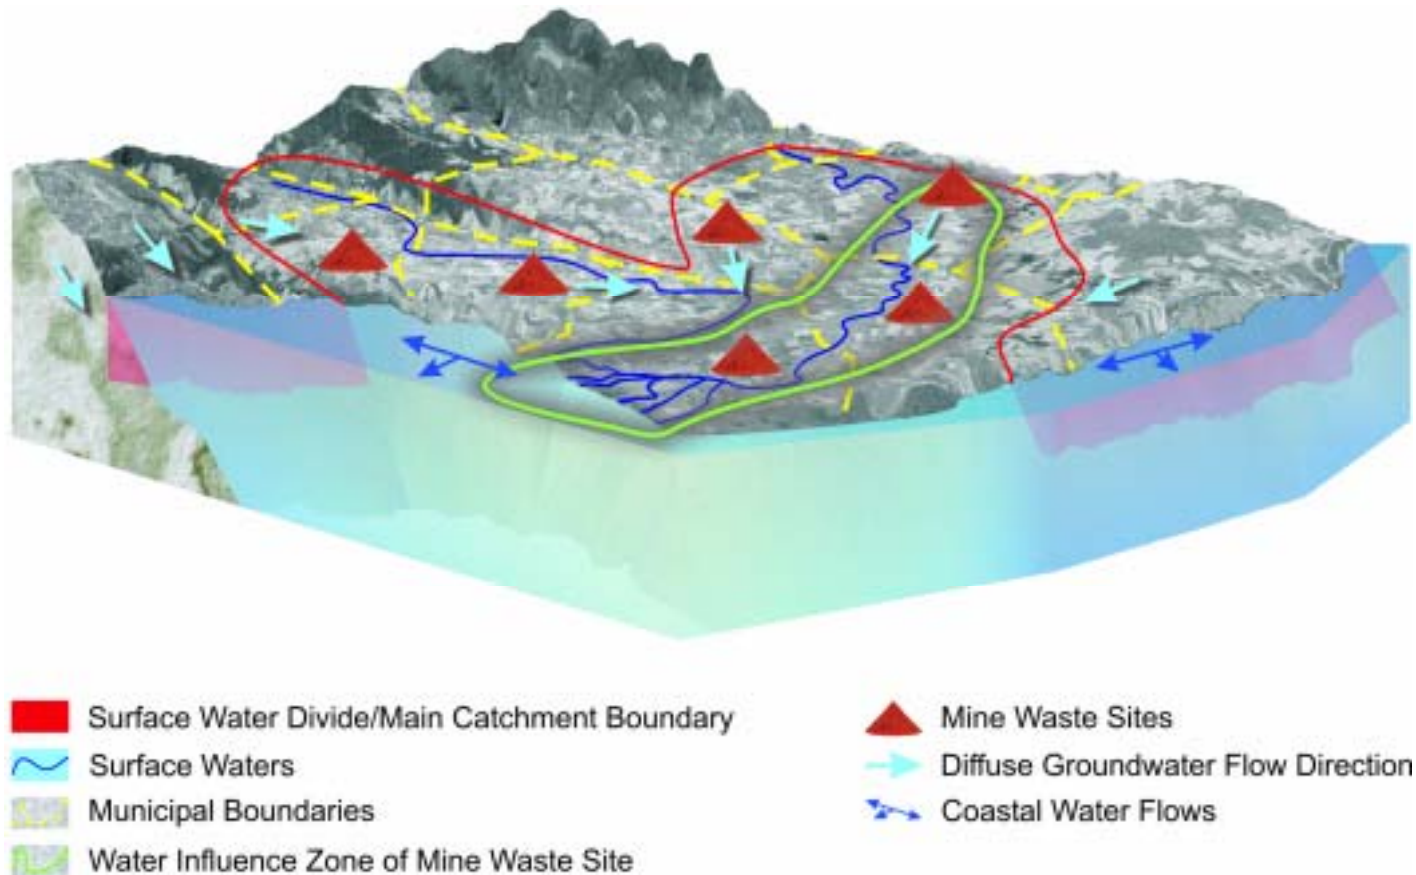 Surface Water Divide/Main Catchment Boundary
Surface Waters
Municipal Boundaries
Water Influence Zone of Mine Waste Site
Mine Waste Sites
Diffuse Groundwater Flow Direction
Coastal Water Flows